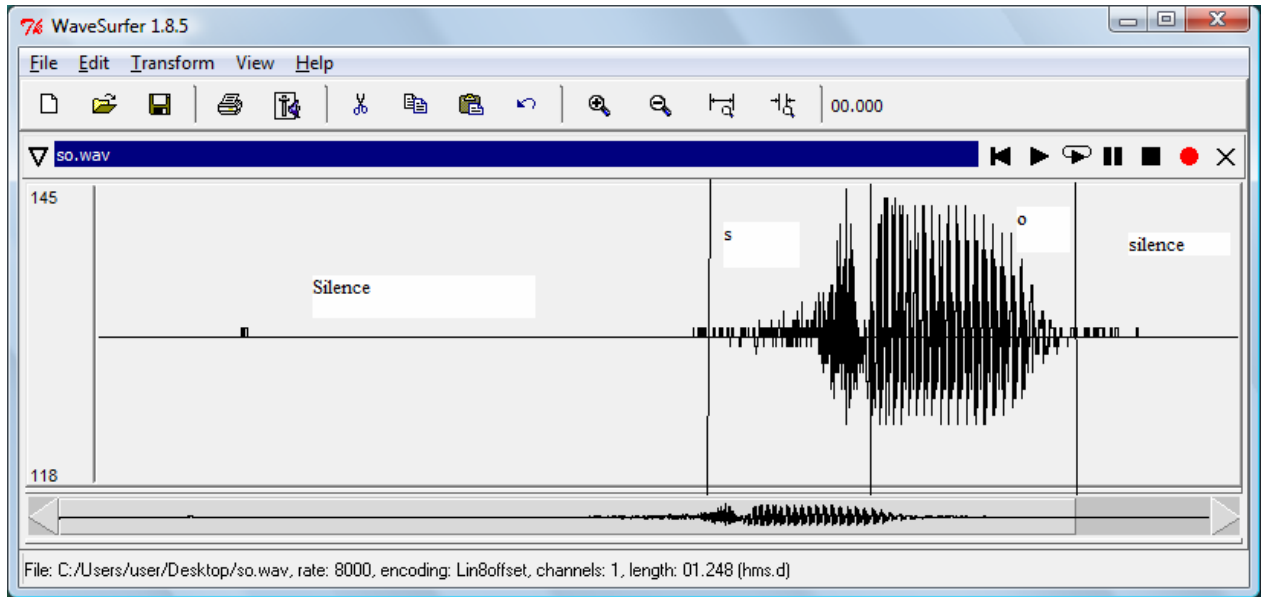 WaveSurfer 1.8.5
File Edit Transform View Help
00.000
so.wav
145
s
o
silence
Silence
118
File: C:/Users/user/Desktop/so.wav, rate: 8000, encoding: Lin8offset, channels: 1, length: 01.248 (hms.d)